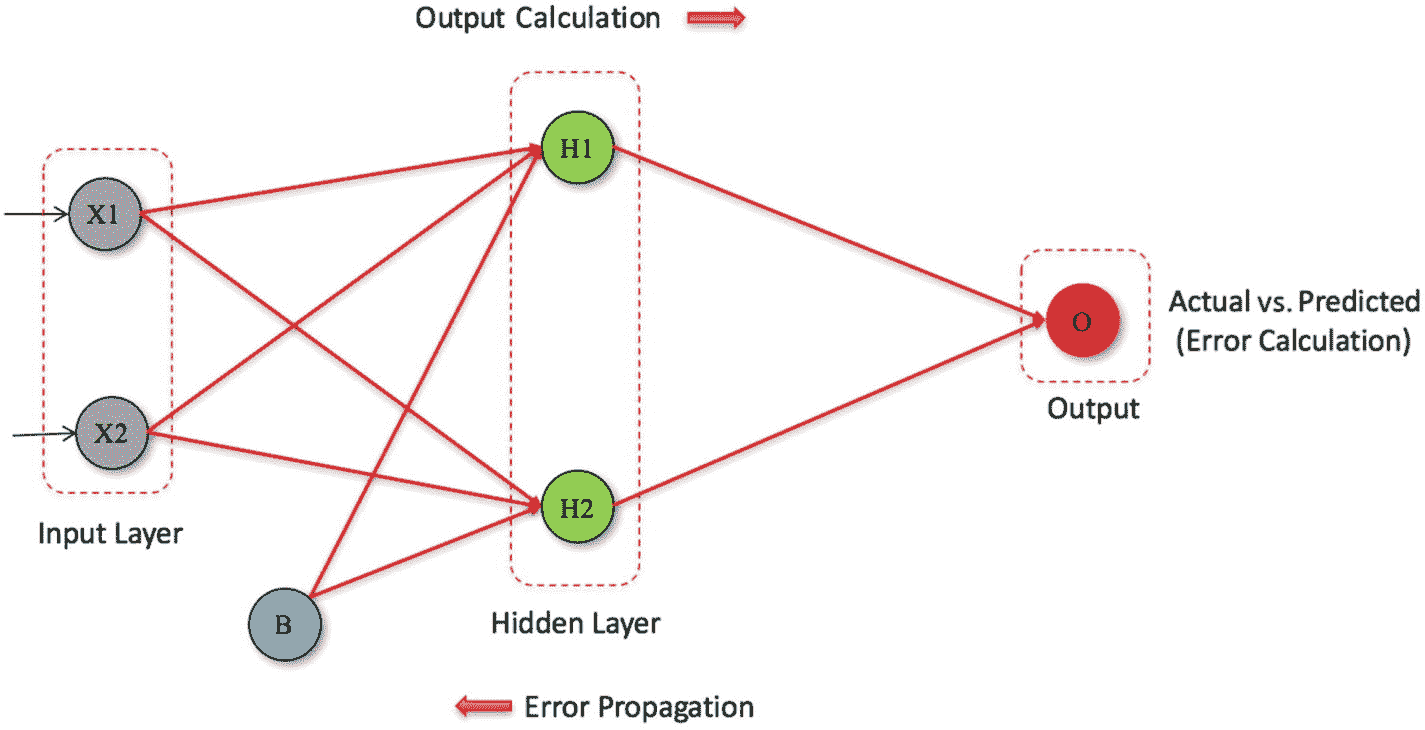 Output Calculation
H1
X1
Actual vs. Predicted
(Error Calculation)
O
Output
X2
H2
Input Layer
B
Hidden Layer
Error Propagation